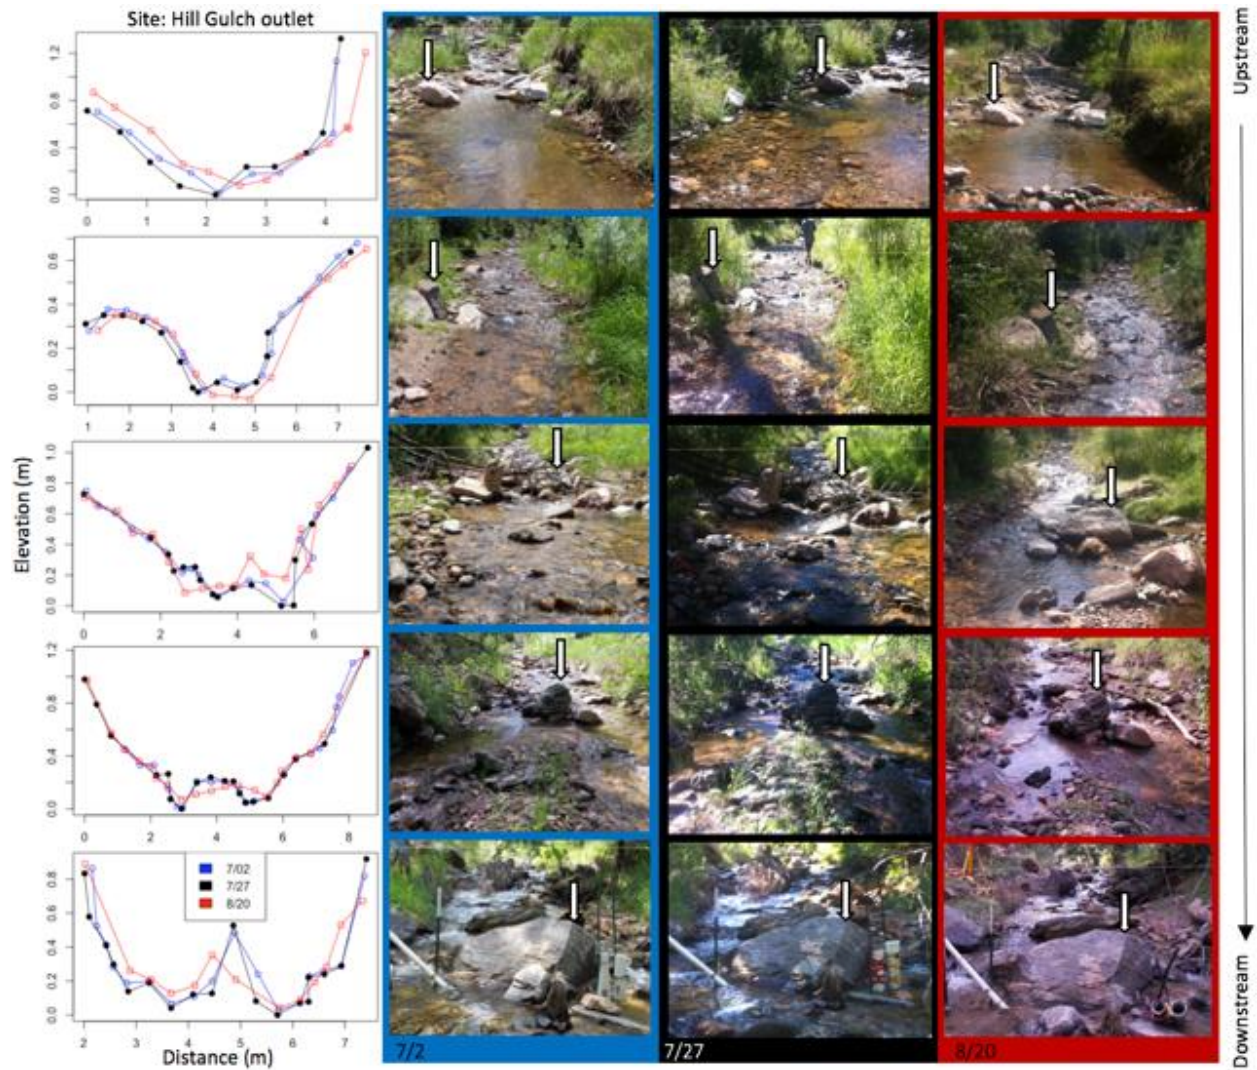 Site: Hill Gulch outlet
Upstream
0.0 0.4 0.8 1.2
0 1 2 3 4
0.0 0.2 0.4 0.6
1 2 3 4 5 6 7
Elevation (m)
0.0 0.2 0.4 0.6 0.8 1.0
0 2 4 6
0.0 0.4 0.8 1.2
0 2 4 6 8
7/02
7/27
8/20
0.0 0.2 0.4 0.6 0.8
2 3 4 5 6 7
Distance (m)
7/2
7/27
8/20
Downstream